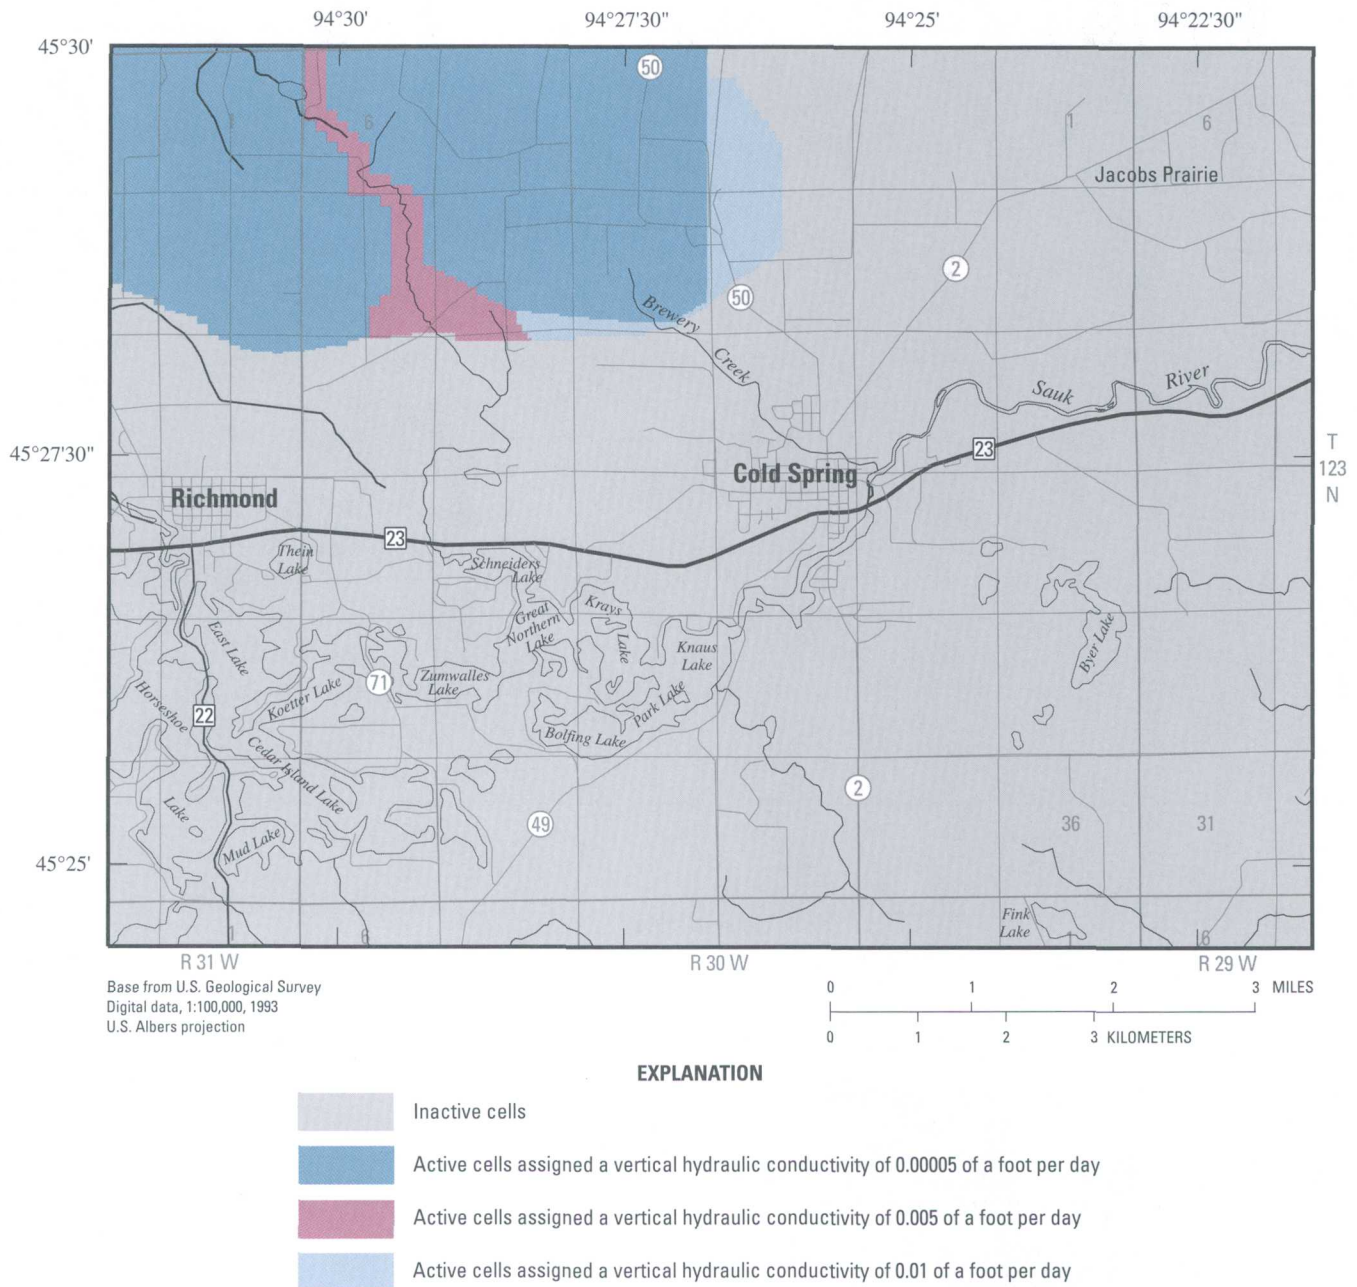 94°30'
94°27'30"
94°25'
94°22'30"
45°30'
50
1
6
1
6
Jacobs Prairie
2
50
Brewery
Creek
Sauk
River
45°27'30"
T
123
N
23
Cold Spring
Richmond
23
Thein
Lake
Schneiders
Lake
Great
Northern
Lake
Krays
Lake
Knaus
Lake
Byer Lake
East Lake
Zumwalles
Lake
71
Koetter Lake
Horseshoe
Lake
22
Park Lake
Bolfing Lake
Cedar Island Lake
2
49
36
31
Mud Lake
45°25'
Fink
Lake
1
6
1
6
R 31 W
R 30 W
R 29 W
Base from U.S. Geological Survey
Digital data, 1:100,000, 1993
U.S. Albers projection
0 1 2 3 MILES
0 1 2 3 KILOMETERS
EXPLANATION
Inactive cells
Active cells assigned a vertical hydraulic conductivity of 0.00005 of a foot per day
Active cells assigned a vertical hydraulic conductivity of 0.005 of a foot per day
Active cells assigned a vertical hydraulic conductivity of 0.01 of a foot per day